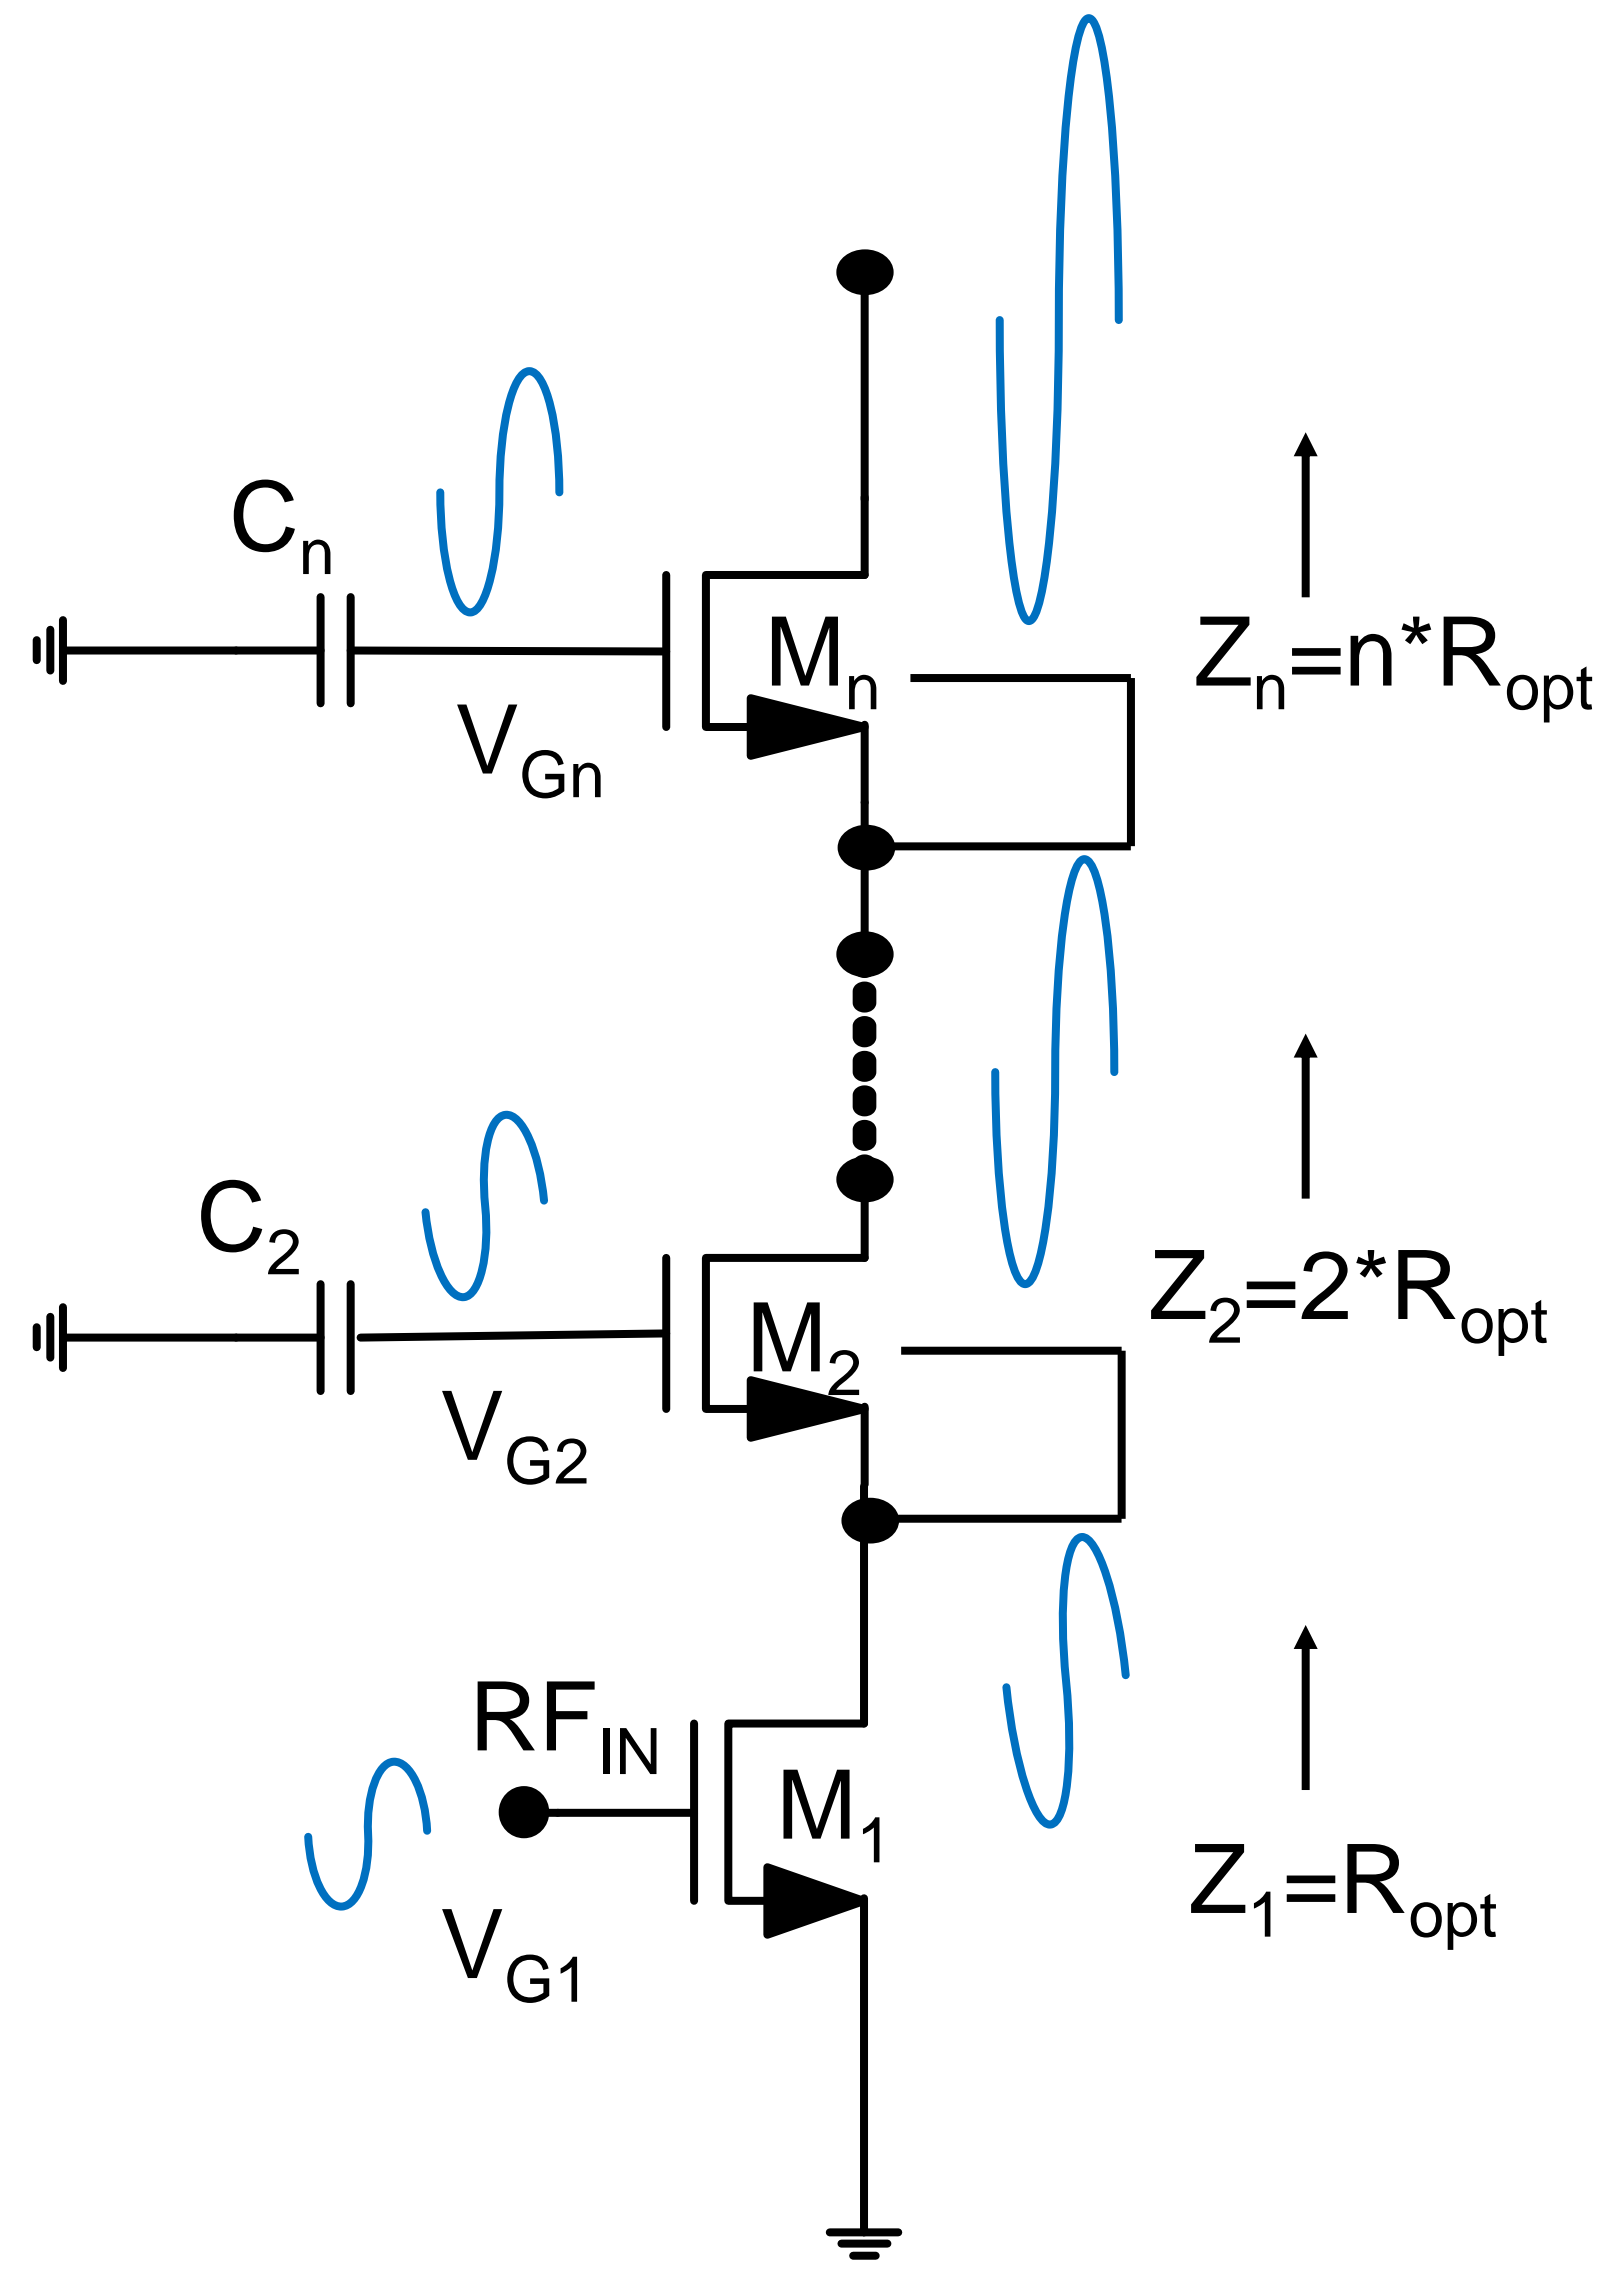 Cn
Mn
Zn=n*Ropt
VGn
C2
Z2=2*Ropt
M2
VG2
RFIN
M1
Z1=Ropt
VG1